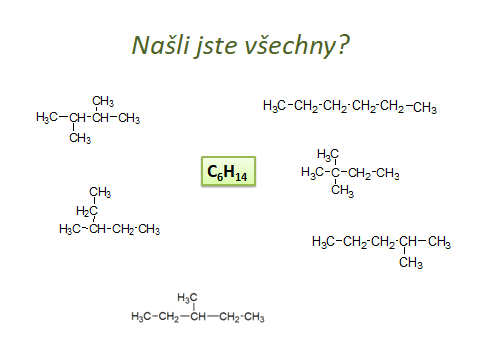 Našli jste všechny?
CH₃
H₃C-CH-CH-CH₃
CH₃
H₃C-CH₂-CH₂-CH₂-CH₂-CH₃
C₆H₁₄
H₃C
H₃C-C-CH₂-CH₃
CH₃
CH₃
H₂C
H₃C-CH-CH₂-CH₃
H₃C-CH₂-CH₂-CH-CH₃
CH₃
H₃C
H₃C-CH₂-CH-CH₂-CH₃